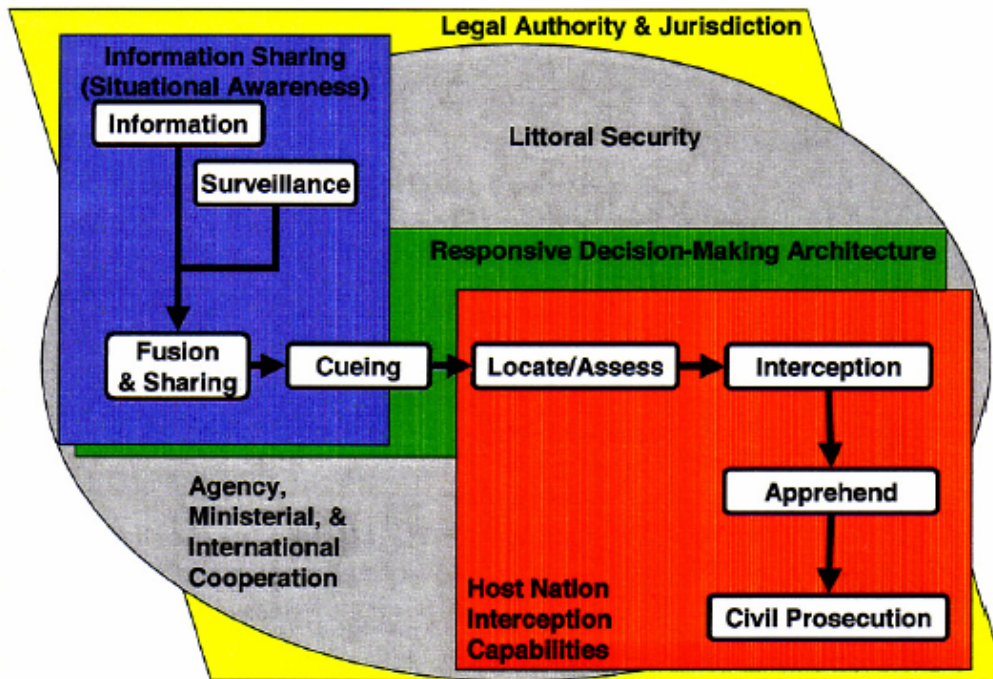 Legal Authority & Jurisdiction
Information Sharing
(Situational Awareness)
Information
Littoral Security
Surveillance
Responsive Decision-Making Architecture
Fusion
& Sharing
Cueing
Locate/Assess
Interception
Agency,
Ministerial, &
International
Cooperation
Apprehend
Host Nation
Interception
Capabilities
Civil Prosecution